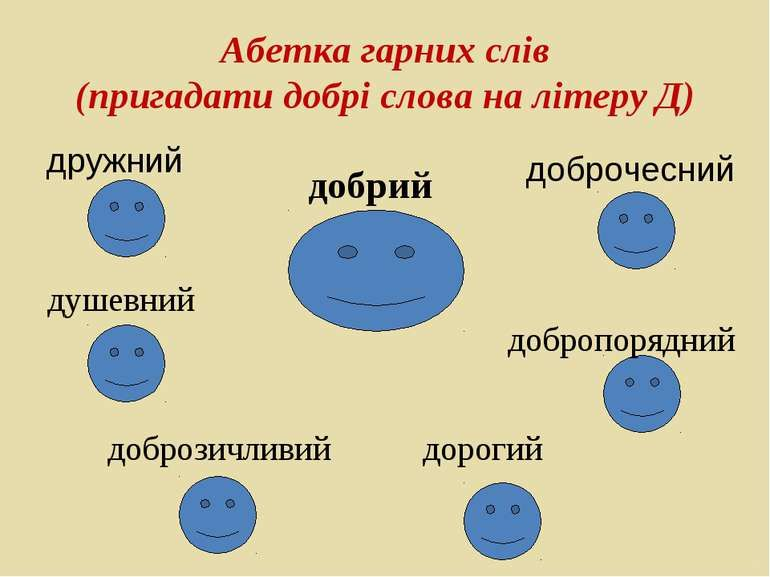 Абетка гарних слів
(пригадати добрі слова на літеру Д)
дружний
добрий
доброчесний
душевний
добропорядний
доброзичливий
дорогий